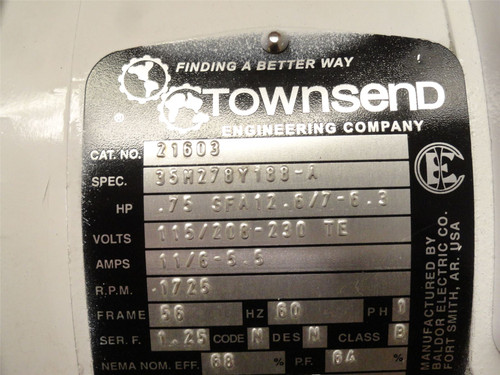 FINDING A BETTER WAY
TOWNSEND
ENGINEERING COMPANY
CAT. NO. 21603
SPEC. 35M278Y188-A
HP .75 SFA12.6/7-6.3
VOLTS 115/208-230 TE
AMPS 11/6-5.5
R.P.M. 1725
FRAME 56 HZ 60 PH 1
SER. F. 1.25 CODE M DES N CLASS B
NEMA NOM. EFF. 68 % P.F. 64 %
E
MANUFACTURED BY
BALDOR ELECTRIC CO.
FORT SMITH, AR. USA